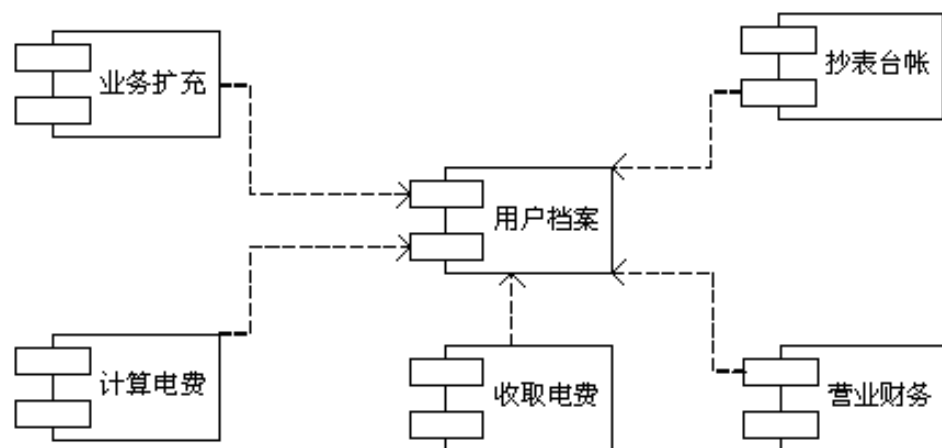 业务扩充
抄表台帐
用户档案
计算电费
收取电费
营业财务